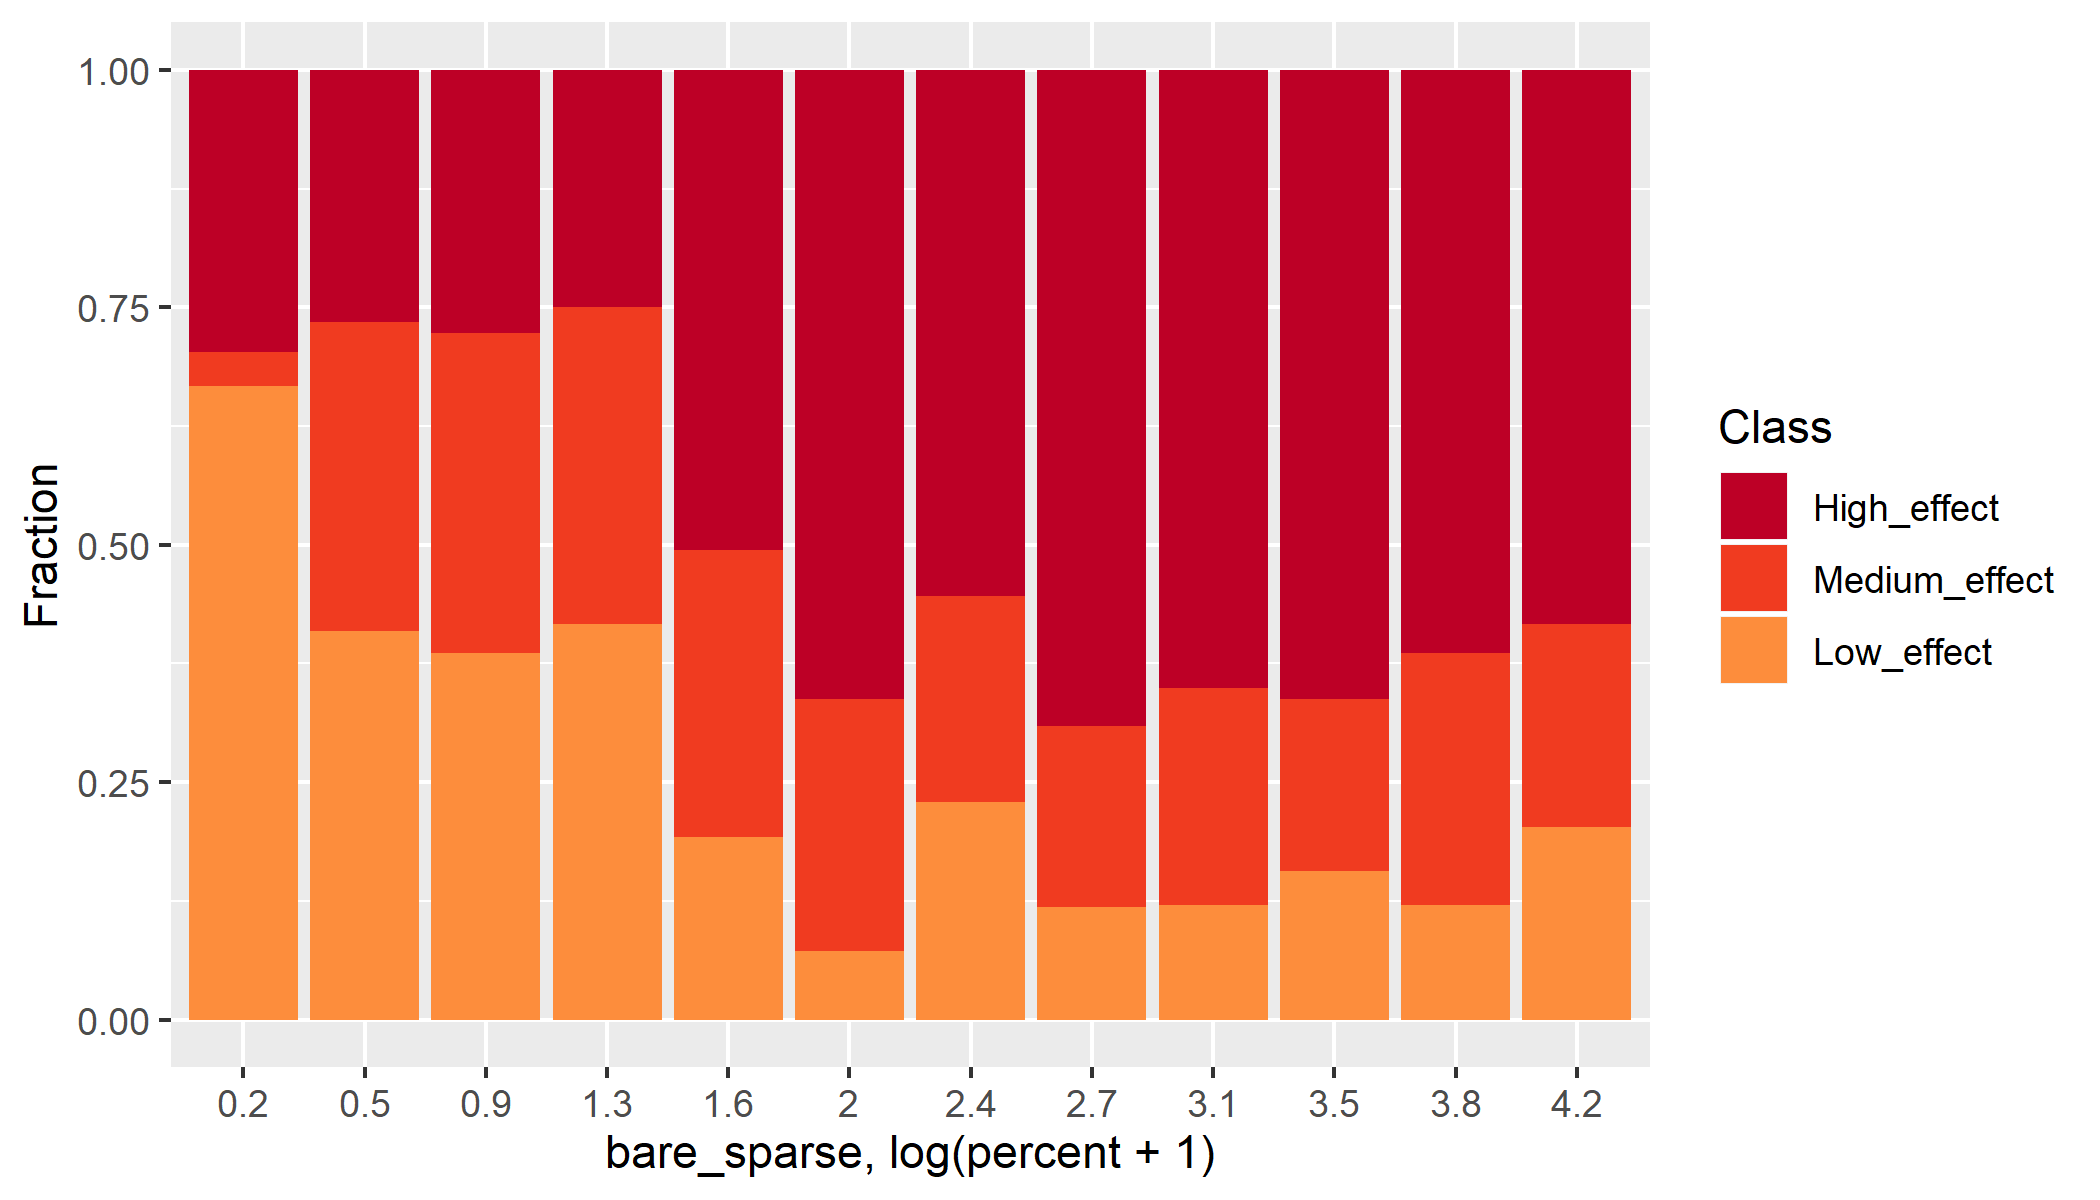 1.00
0.75
0.50
0.25
0.00
Fraction
0.2 0.5 0.9 1.3 1.6 2 2.4 2.7 3.1 3.5 3.8 4.2
bare_sparse, log(percent + 1)
Class
High_effect
Medium_effect
Low_effect